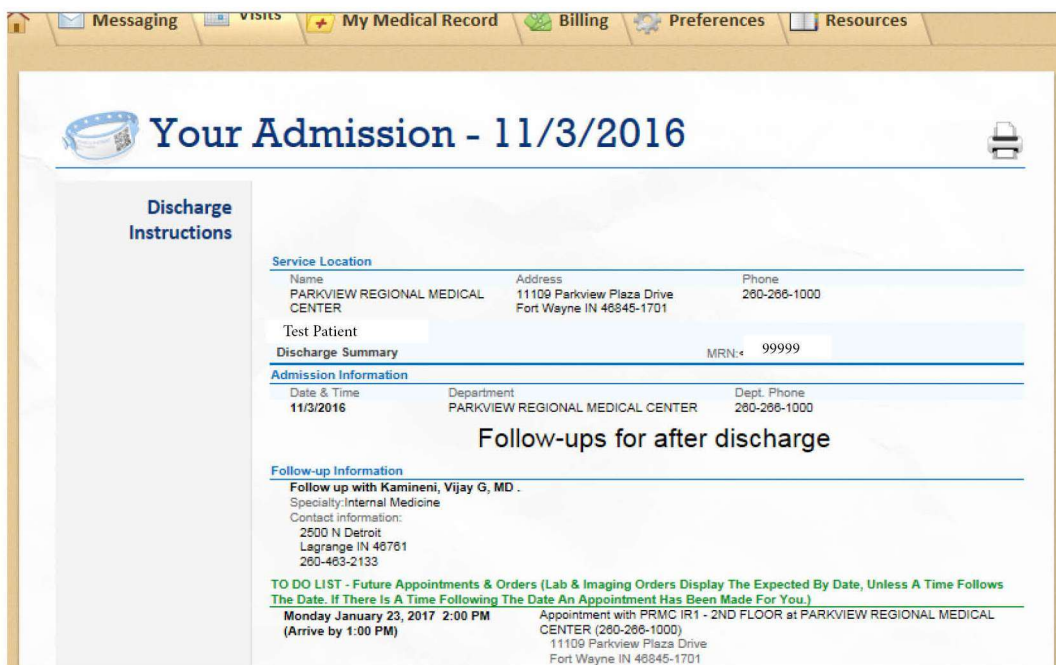 Messaging Visits My Medical Record Billing Preferences Resources
Your Admission - 11/3/2016
Discharge
Instructions
Service Location
Name Address Phone
PARKVIEW REGIONAL MEDICAL 11109 Parkview Plaza Drive 260-266-1000
CENTER Fort Wayne IN 46845-1701
Test Patient
Discharge Summary MRN: 99999
Admission Information
Date & Time Department Dept. Phone
11/3/2016 PARKVIEW REGIONAL MEDICAL CENTER 260-266-1000
Follow-ups for after discharge
Follow-up Information
Follow up with Kamineni, Vijay G, MD .
Specialty:Internal Medicine
Contact information:
2500 N Detroit
Lagrange IN 46761
260-463-2133
TO DO LIST - Future Appointments & Orders (Lab & Imaging Orders Display The Expected By Date, Unless A Time Follows
The Date. If There Is A Time Following The Date An Appointment Has Been Made For You.)
Monday January 23, 2017 2:00 PM Appointment with PRMC IR1 - 2ND FLOOR at PARKVIEW REGIONAL MEDICAL
(Arrive by 1:00 PM) CENTER (260-266-1000)
11109 Parkview Plaza Drive
Fort Wayne IN 46845-1701